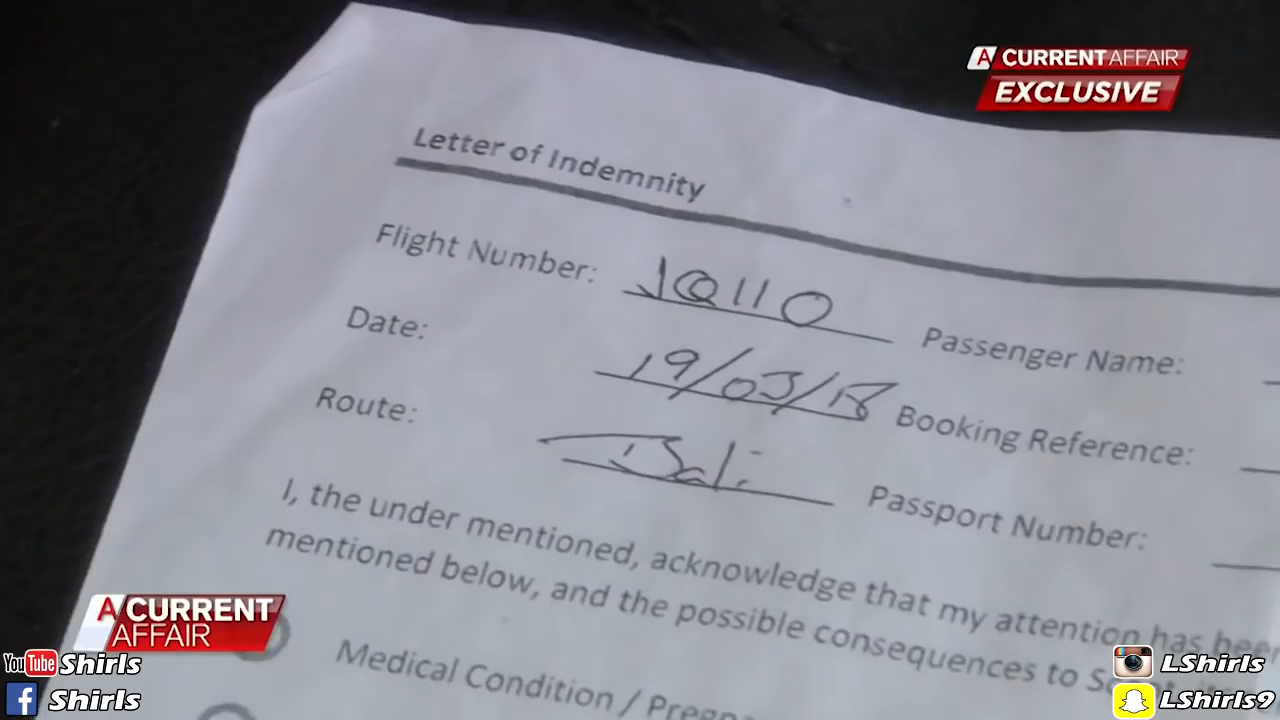 A CURRENT AFFAIR
EXCLUSIVE
Letter of Indemnity
Flight Number: JQ110 Passenger Name:
Date: 19/03/18 Booking Reference:
Route: Bali Passport Number:
I, the under mentioned, acknowledge that my attention has been
mentioned below, and the possible consequences to
Medical Condition /
A CURRENT
AFFAIR
YouTube Shirls
f Shirls
LShirls
LShirls9